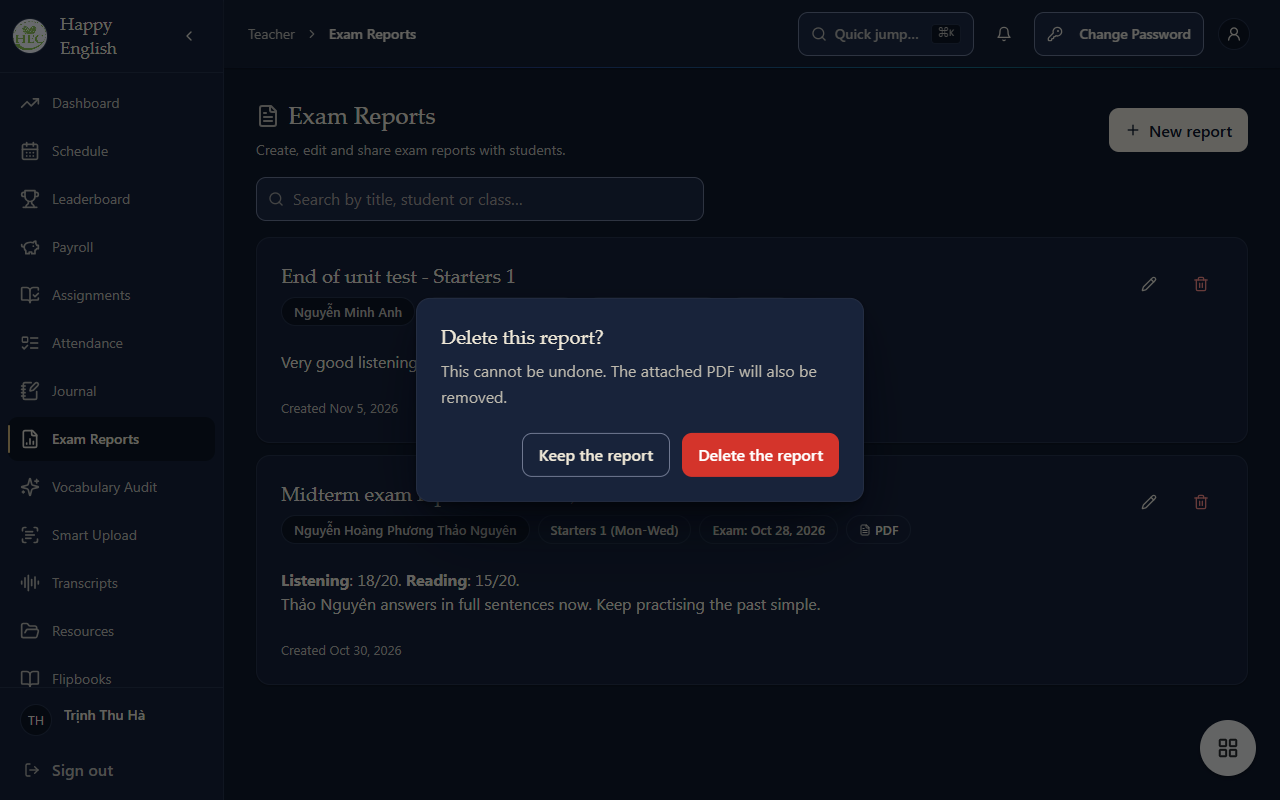 HEC
Happy
English
Teacher
Exam Reports
Quick jump...
⌘K
Change Password
Dashboard
Schedule
Leaderboard
Payroll
Assignments
Attendance
Journal
Exam Reports
Vocabulary Audit
Smart Upload
Transcripts
Resources
Flipbooks
TH
Trịnh Thu Hà
Sign out
Exam Reports
Create, edit and share exam reports with students.
New report
Search by title, student or class...
End of unit test - Starters 1
Nguyễn Minh Anh
Very good listening
Created Nov 5, 2026
Delete this report?
This cannot be undone. The attached PDF will also be
removed.
Keep the report
Delete the report
Midterm exam
Nguyễn Hoàng Phương Thảo Nguyên
Starters 1 (Mon-Wed)
Exam: Oct 28, 2026
PDF
Listening: 18/20. Reading: 15/20.
Thảo Nguyên answers in full sentences now. Keep practising the past simple.
Created Oct 30, 2026